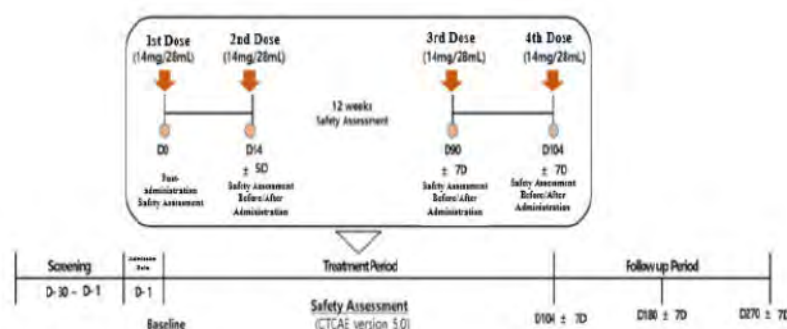 1st Dose
(14mg/28mL)
2nd Dose
(14mg/28mL)
3rd Dose
(14mg/28mL)
4th Dose
(14mg/28mL)
12 weeks
Safety Assessment
D0
D14
± 5D
D90
± 7D
D104
± 7D
Post-
administration
Safety Assessment
Safety Assessment
Before/After
Administration
Safety Assessment
Before/After
Administration
Safety Assessment
Before/After
Administration
Screening
D-30 ~ D-1
D-1
Baseline
Treatment Period
Safety Assessment
(CTCAE version 5.0)
Follow up Period
D104 ± 7D
D180 ± 7D
D270 ± 7D